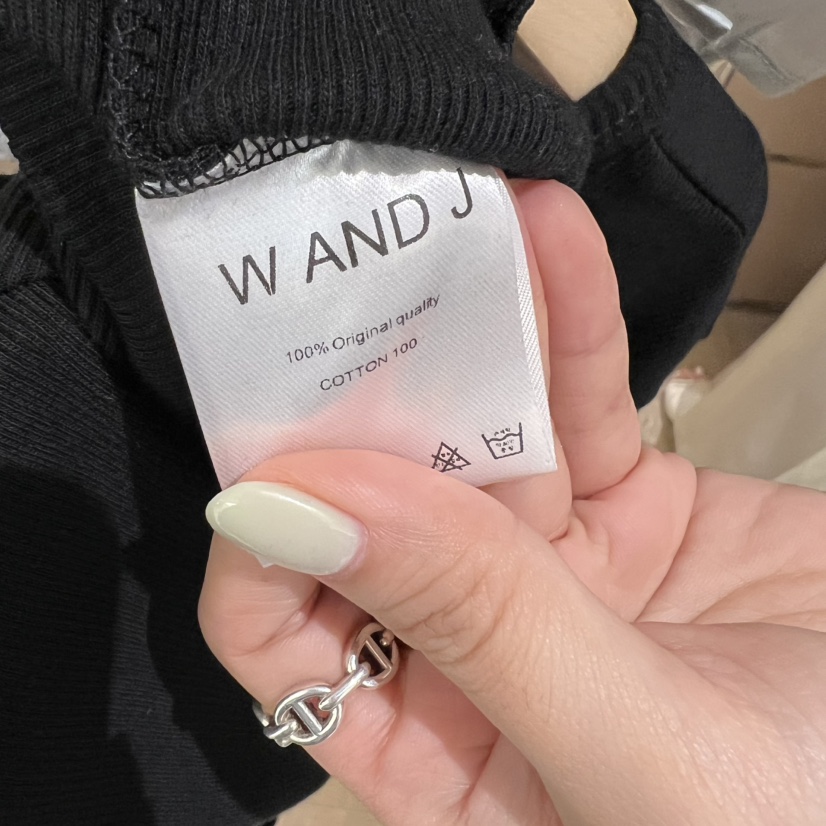 W AND J
100% Original quality
COTTON 100